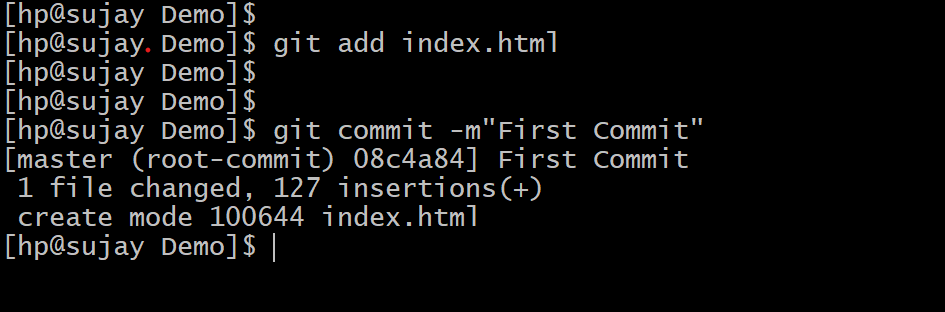 [hp@sujay Demo]$
[hp@sujay Demo]$ git add index.html
[hp@sujay Demo]$
[hp@sujay Demo]$
[hp@sujay Demo]$ git commit -m"First Commit"
[master (root-commit) 08c4a84] First Commit
 1 file changed, 127 insertions(+)
 create mode 100644 index.html
[hp@sujay Demo]$